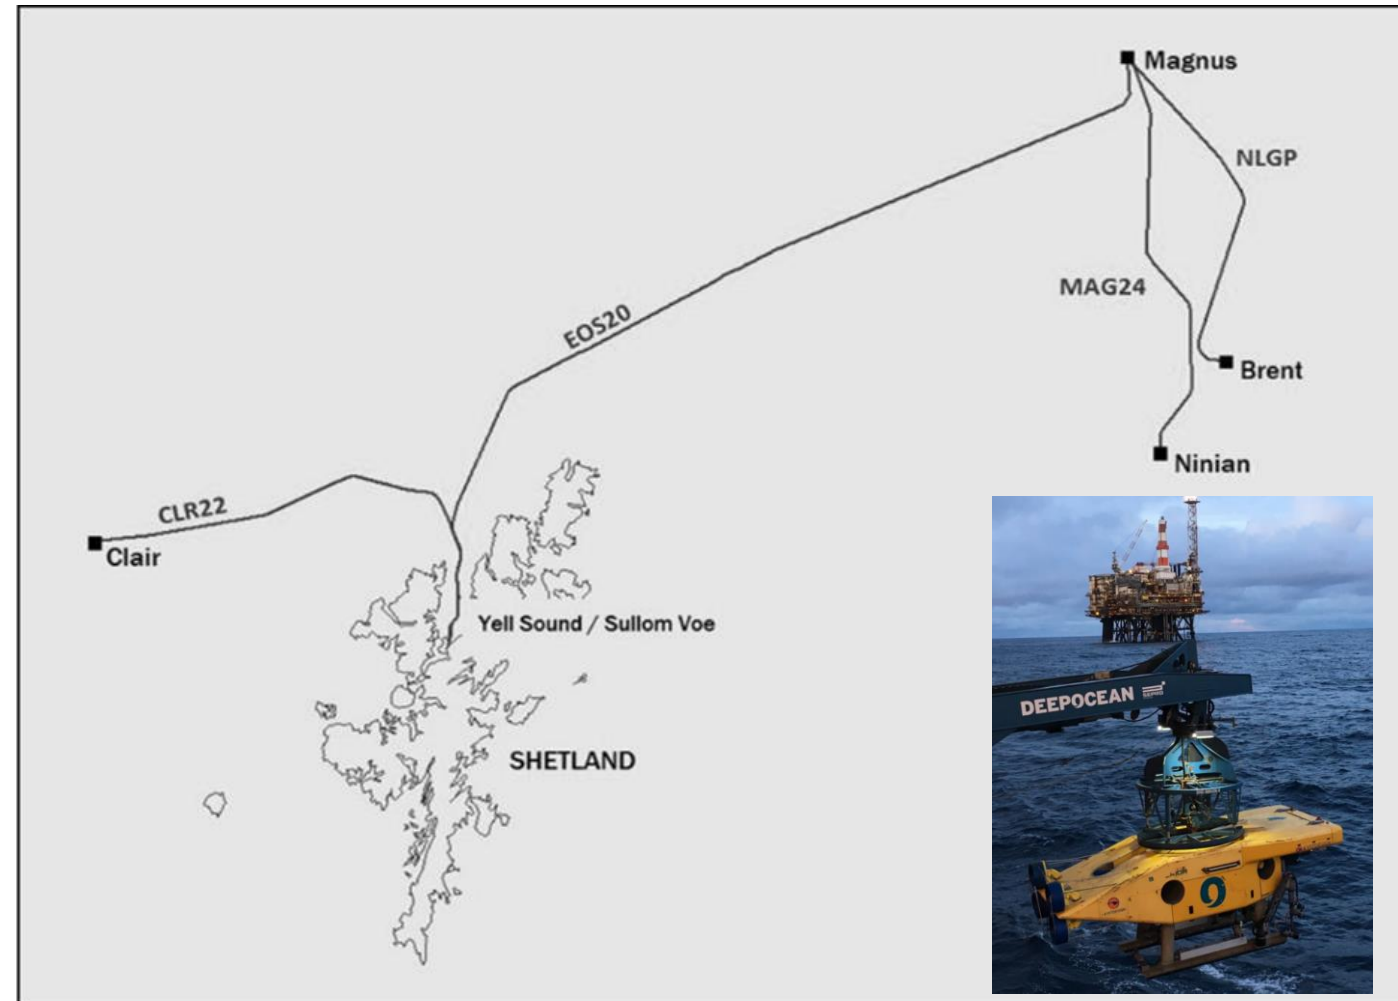 Magnus
NLGP
MAG24
EOS20
Brent
Ninian
CLR22
Clair
Yell Sound / Sullom Voe
SHETLAND
DEEPOCEAN